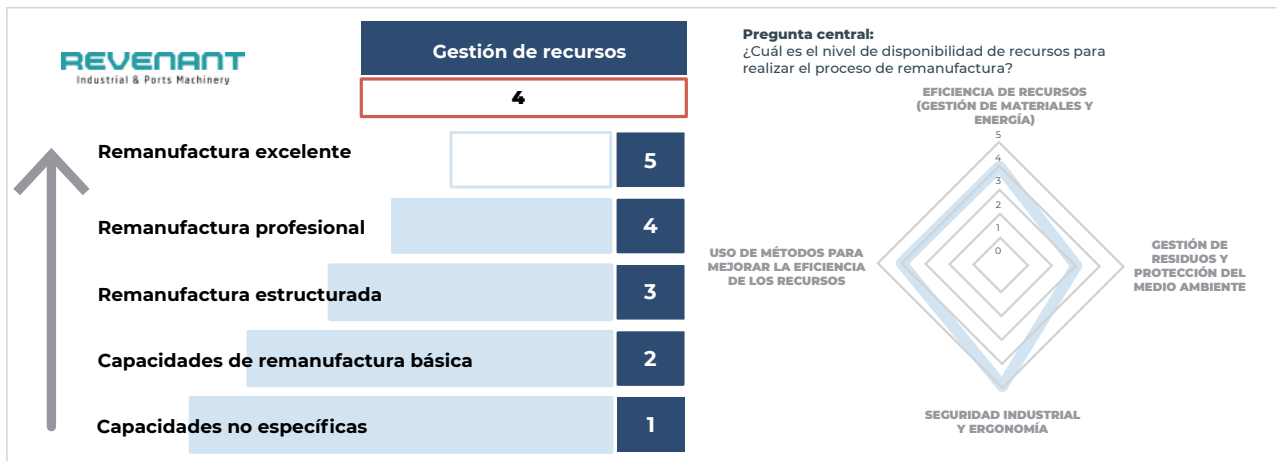 REVENANT
Industrial & Ports Machinery
Gestión de recursos
4
Remanufactura excelente
5
Remanufactura profesional
4
Remanufactura estructurada
3
Capacidades de remanufactura básica
2
Capacidades no específicas
1
Pregunta central:
¿Cuál es el nivel de disponibilidad de recursos para
realizar el proceso de remanufactura?
EFICIENCIA DE RECURSOS
(GESTIÓN DE MATERIALES Y
ENERGÍA)
5
4
3
2
1
0
USO DE MÉTODOS PARA
MEJORAR LA EFICIENCIA
DE LOS RECURSOS
GESTIÓN DE
RESIDUOS Y
PROTECCIÓN DEL
MEDIO AMBIENTE
SEGURIDAD INDUSTRIAL
Y ERGONOMÍA